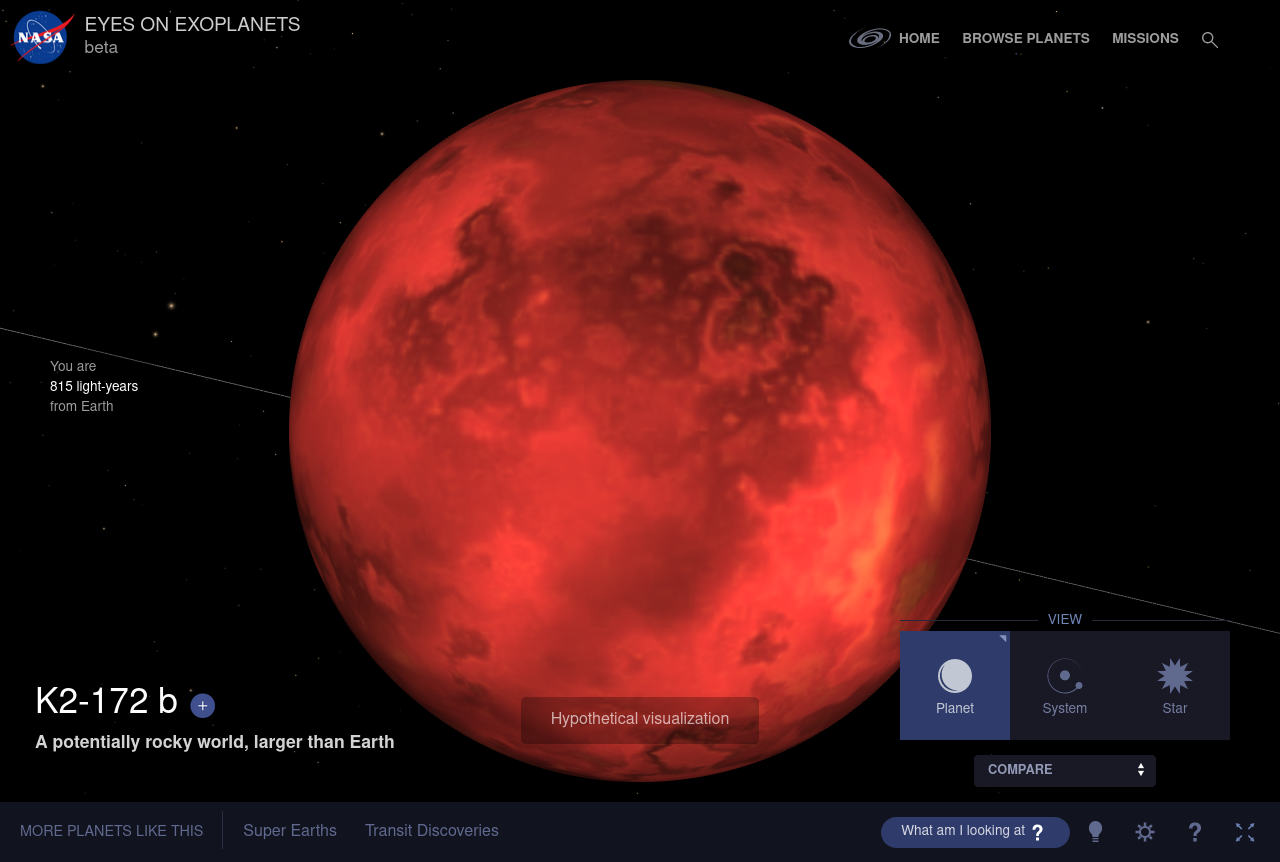 NASA
EYES ON EXOPLANETS
beta
HOME
BROWSE PLANETS
MISSIONS
You are
815 light-years
from Earth
K2-172 b +
A potentially rocky world, larger than Earth
Hypothetical visualization
VIEW
Planet
System
Star
COMPARE
MORE PLANETS LIKE THIS
Super Earths
Transit Discoveries
What am I looking at ?
?